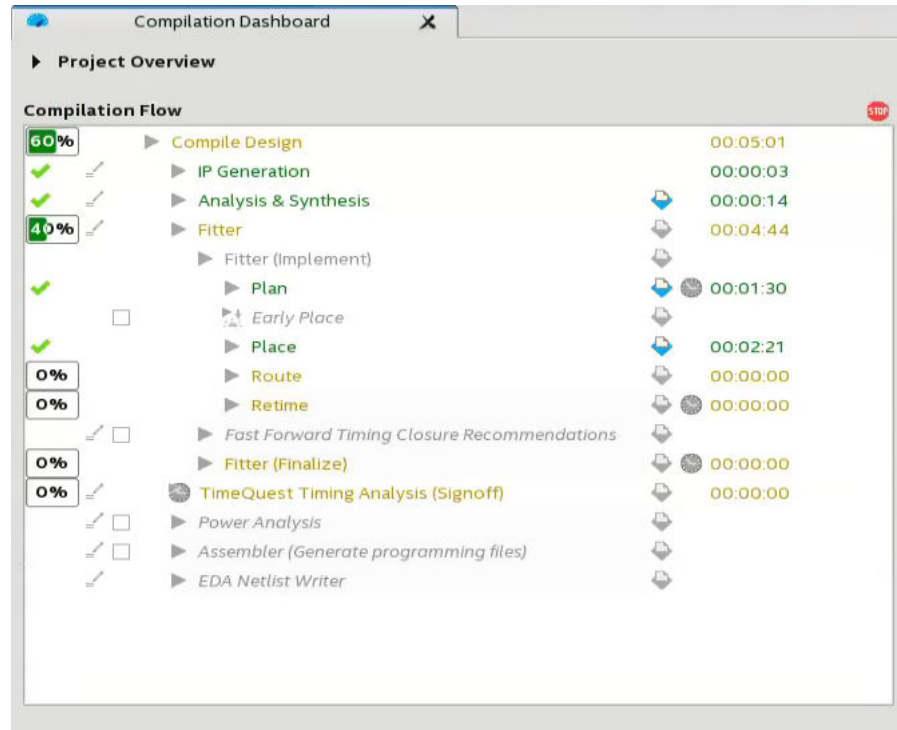 Compilation Dashboard
Project Overview
Compilation Flow
STOP
60% Compile Design 00:05:01
IP Generation 00:00:03
Analysis & Synthesis 00:00:14
40% Fitter 00:04:44
Fitter (Implement)
Plan 00:01:30
Early Place
Place 00:02:21
0% Route 00:00:00
0% Retime 00:00:00
Fast Forward Timing Closure Recommendations
0% Fitter (Finalize) 00:00:00
0% TimeQuest Timing Analysis (Signoff) 00:00:00
Power Analysis
Assembler (Generate programming files)
EDA Netlist Writer